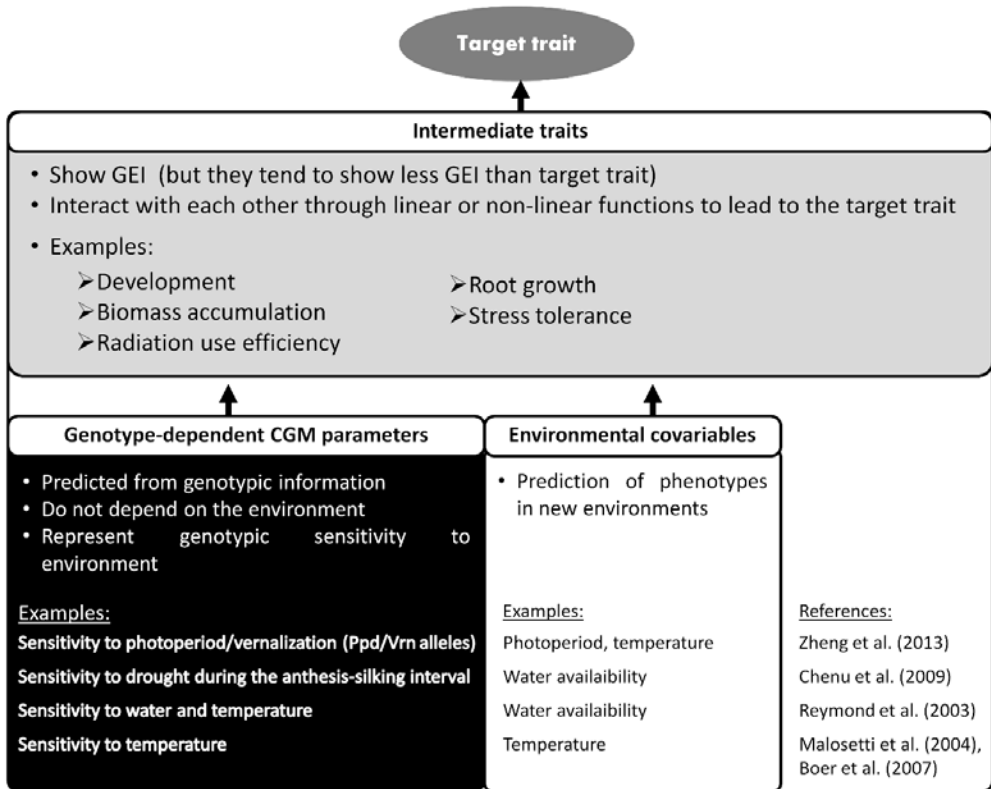 Target trait
Intermediate traits
• Show GEI (but they tend to show less GEI than target trait)
• Interact with each other through linear or non-linear functions to lead to the target trait
• Examples:
➢Development
➢Biomass accumulation
➢Radiation use efficiency
➢Root growth
➢Stress tolerance
Genotype-dependent CGM parameters
• Predicted from genotypic information
• Do not depend on the environment
• Represent genotypic sensitivity to
environment
Examples:
Sensitivity to photoperiod/vernalization (Ppd/Vrn alleles)
Sensitivity to drought during the anthesis-silking interval
Sensitivity to water and temperature
Sensitivity to temperature
Environmental covariables
• Prediction of phenotypes
in new environments
Examples:
Photoperiod, temperature
Water availaibility
Water availaibility
Temperature
References:
Zheng et al. (2013)
Chenu et al. (2009)
Reymond et al. (2003)
Malosetti et al. (2004),
Boer et al. (2007)